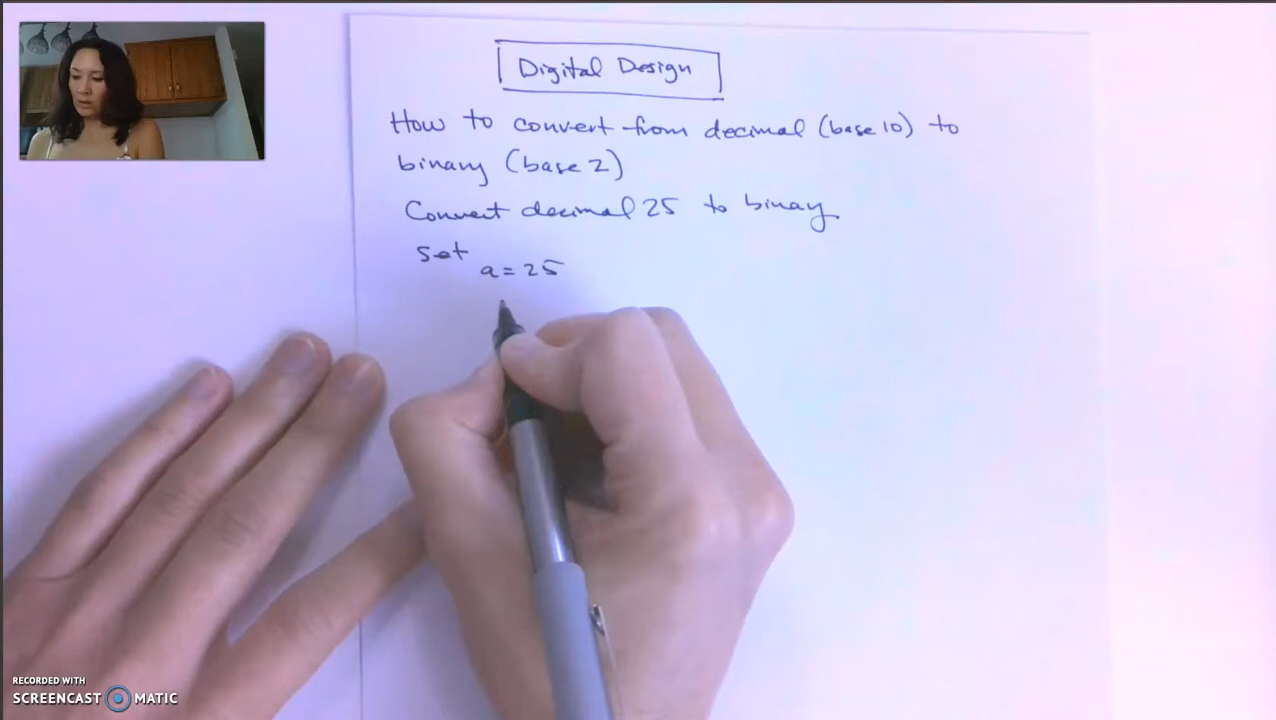 Digital Design
How to convert from decimal (base 10) to
binary (base 2)
Convert decimal 25 to binary
set
a = 25
RECORDED WITH
SCREENCAST MATIC